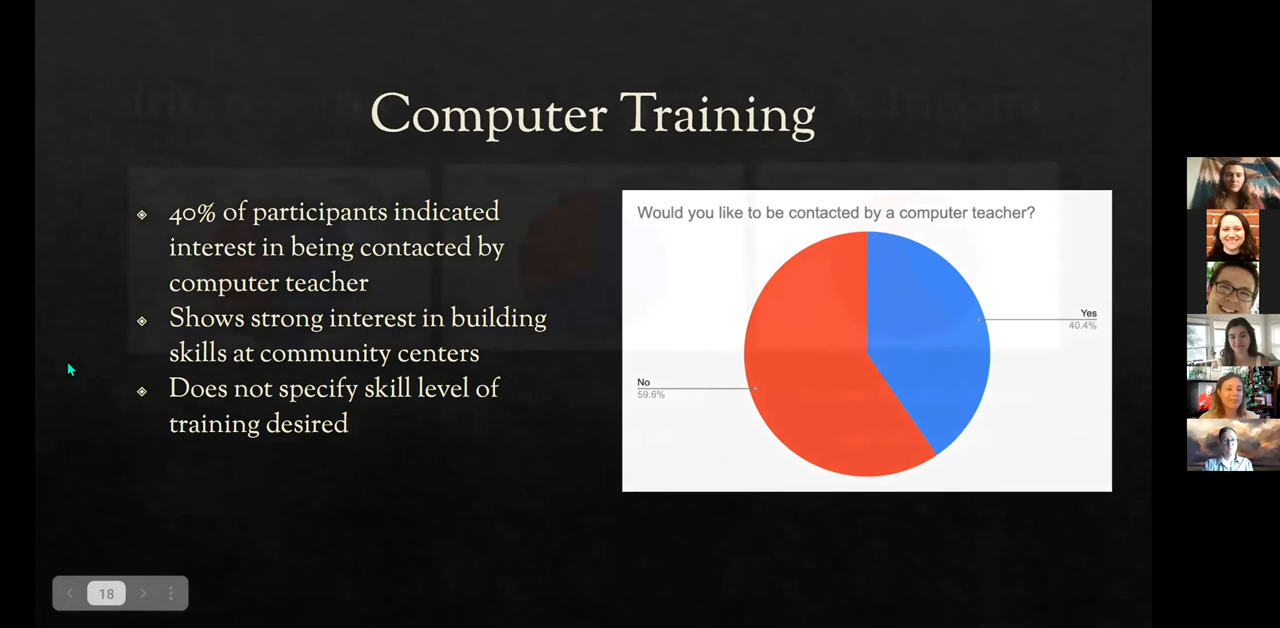 Computer Training
40% of participants indicated
interest in being contacted by
computer teacher
Shows strong interest in building
skills at community centers
Does not specify skill level of
training desired
Would you like to be contacted by a computer teacher?
Yes
40.4%
No
59.6%
18